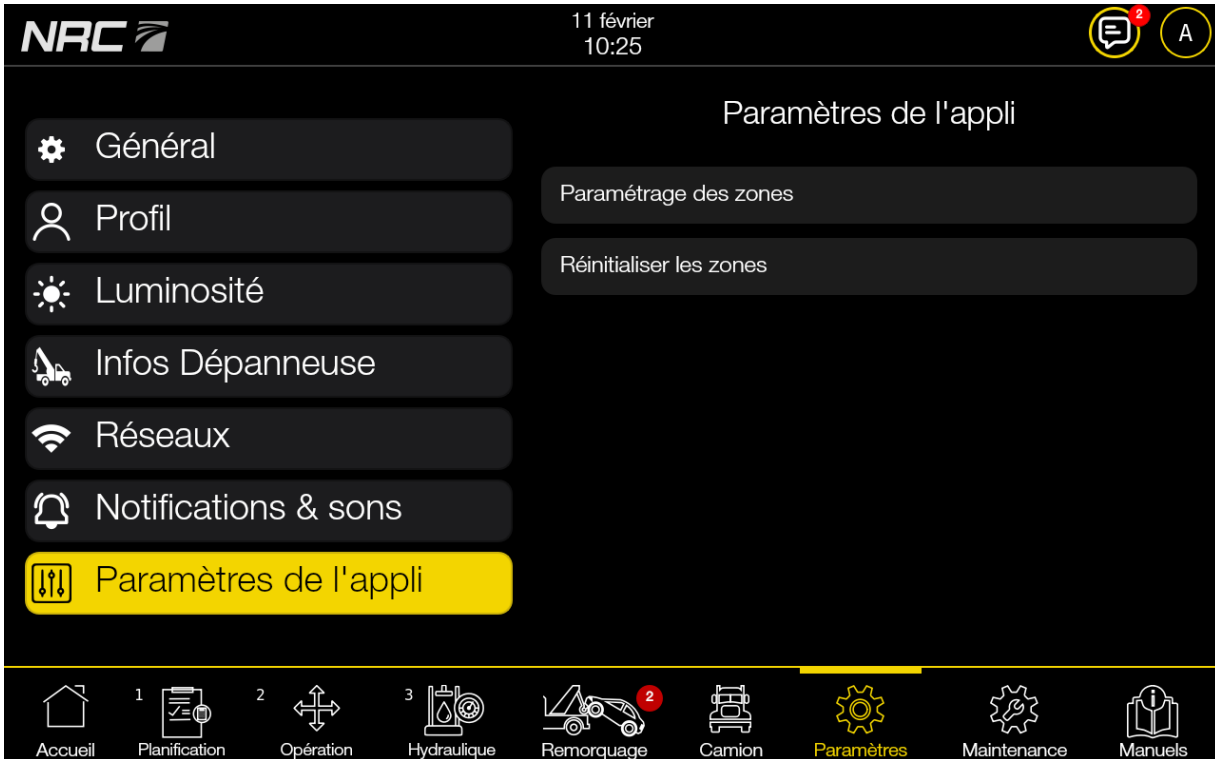 NRC
11 février
10:25
2
A
Paramètres de l'appli
Général
Profil
Luminosité
Infos Dépanneuse
Réseaux
Notifications & sons
Paramètres de l'appli
Paramétrage des zones
Réinitialiser les zones
1
2
3
2
Accueil
Planification
Opération
Hydraulique
Remorquage
Camion
Paramètres
Maintenance
Manuels